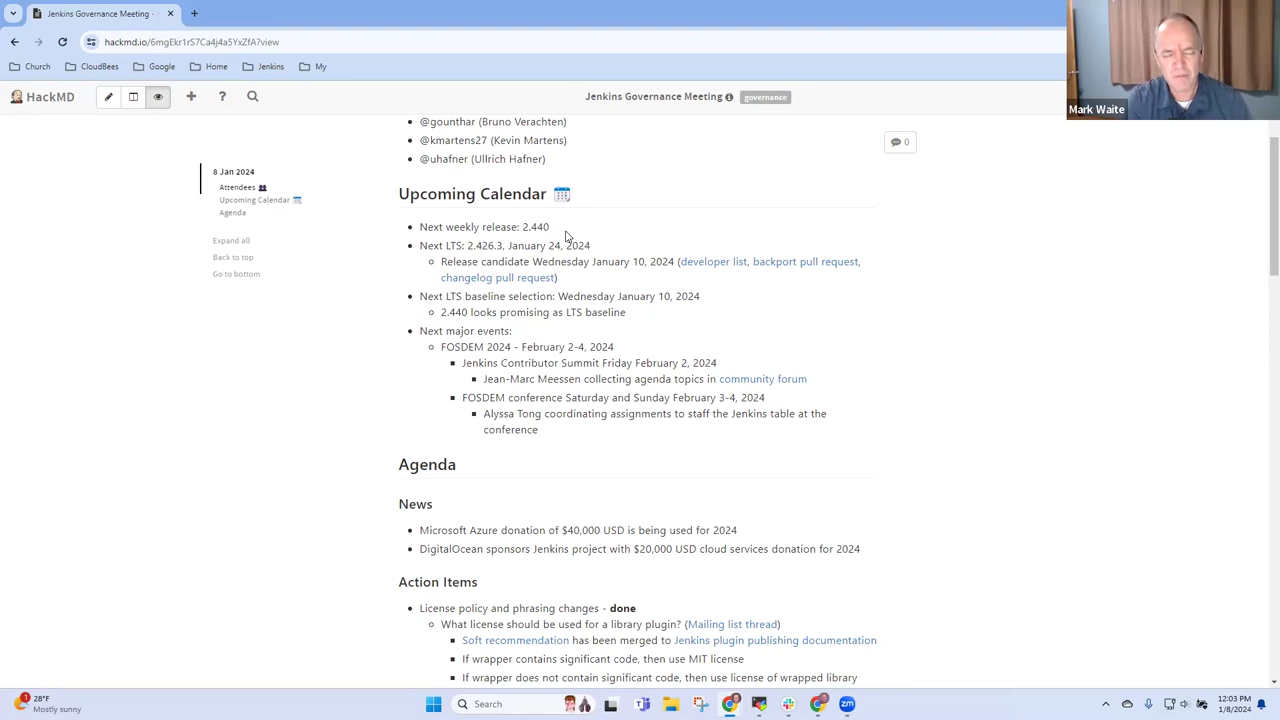 Jenkins Governance Meeting -
hackmd.io/6mgEkr1rS7Ca4j4a5YxZfA?view
Church CloudBees Google Home Jenkins My
HackMD Jenkins Governance Meeting governance
Mark Waite
@gounthar (Bruno Verachten)
@kmartens27 (Kevin Martens)
@uhafner (Ullrich Hafner)
0
8 Jan 2024
Attendees
Upcoming Calendar
Agenda
Expand all
Back to top
Go to bottom
Upcoming Calendar
Next weekly release: 2.440
Next LTS: 2.426.3, January 24, 2024
Release candidate Wednesday January 10, 2024 (developer list, backport pull request,
changelog pull request)
Next LTS baseline selection: Wednesday January 10, 2024
2.440 looks promising as LTS baseline
Next major events:
FOSDEM 2024 - February 2-4, 2024
Jenkins Contributor Summit Friday February 2, 2024
Jean-Marc Meessen collecting agenda topics in community forum
FOSDEM conference Saturday and Sunday February 3-4, 2024
Alyssa Tong coordinating assignments to staff the Jenkins table at the
conference
Agenda
News
Microsoft Azure donation of $40,000 USD is being used for 2024
DigitalOcean sponsors Jenkins project with $20,000 USD cloud services donation for 2024
Action Items
License policy and phrasing changes - done
What license should be used for a library plugin? (Mailing list thread)
Soft recommendation has been merged to Jenkins plugin publishing documentation
If wrapper contains significant code, then use MIT license
If wrapper does not contain significant code, then use license of wrapped library
1
28°F
Mostly sunny
Search
zm
12:03 PM
1/8/2024